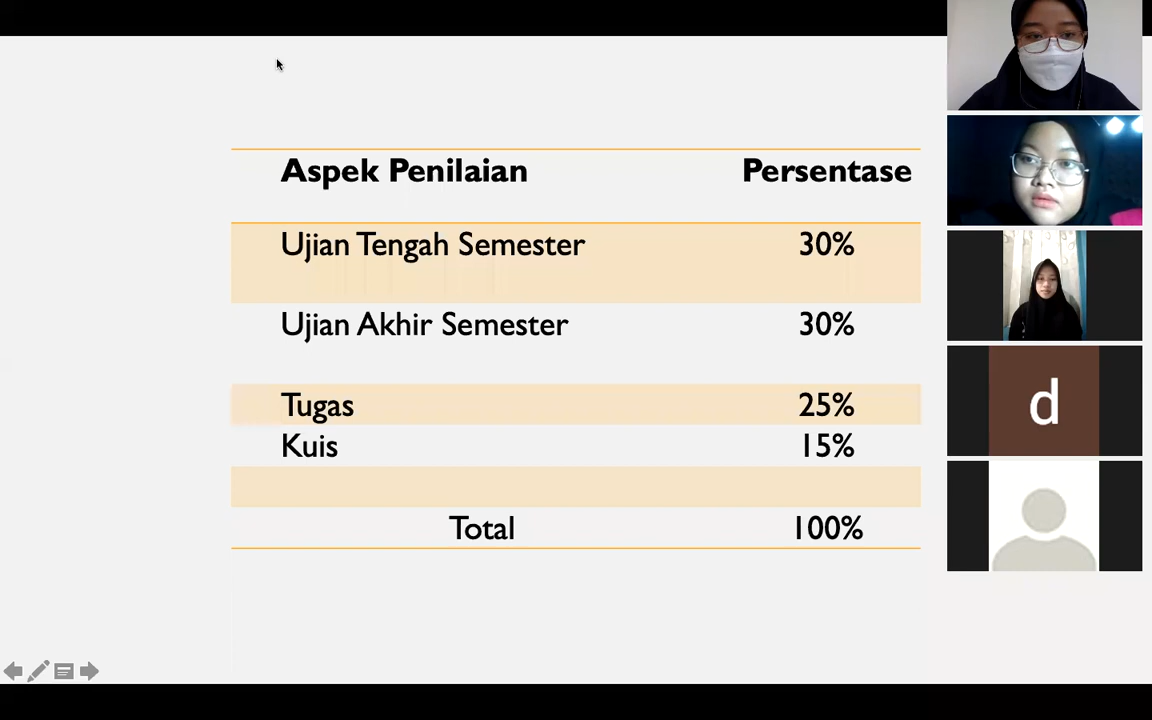 Aspek Penilaian Persentase
Ujian Tengah Semester 30%
Ujian Akhir Semester 30%
Tugas 25%
Kuis 15%
Total 100%
d